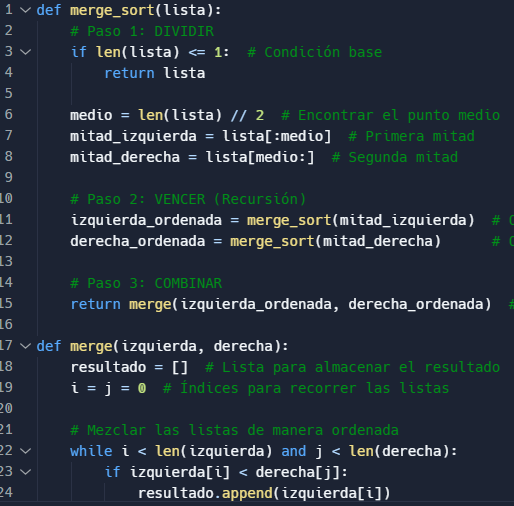 1 def merge_sort(lista):
2 # Paso 1: DIVIDIR
3 if len(lista) <= 1:  # Condición base
4 return lista
5
6 medio = len(lista) // 2  # Encontrar el punto medio
7 mitad_izquierda = lista[:medio]  # Primera mitad
8 mitad_derecha = lista[medio:]  # Segunda mitad
9
10 # Paso 2: VENCER (Recursión)
11 izquierda_ordenada = merge_sort(mitad_izquierda)  #
12 derecha_ordenada = merge_sort(mitad_derecha)      #
13
14 # Paso 3: COMBINAR
15 return merge(izquierda_ordenada, derecha_ordenada)  #
16
17 def merge(izquierda, derecha):
18 resultado = []  # Lista para almacenar el resultado
19 i = j = 0  # Índices para recorrer las listas
20
21 # Mezclar las listas de manera ordenada
22 while i < len(izquierda) and j < len(derecha):
23 if izquierda[i] < derecha[j]:
24 resultado.append(izquierda[i])